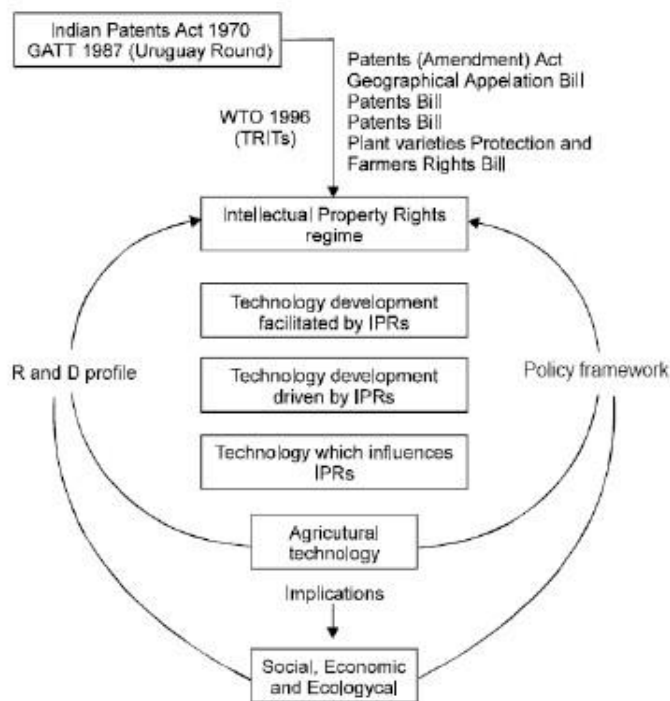 Indian Patents Act 1970
GATT 1987 (Uruguay Round)
Patents (Amendment) Act
Geographical Appelation Bill
Patents Bill
Patents Bill
Plant varieties Protection and
Farmers Rights Bill
WTO 1996
(TRITs)
Intellectual Property Rights
regime
Technology development
facilitated by IPRs
R and D profile
Technology development
driven by IPRs
Policy framework
Technology which influences
IPRs
Agricutural
technology
Implications
Social, Economic
and Ecologycal